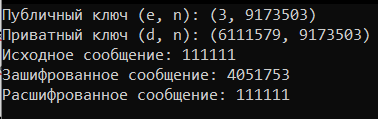 Публичный ключ (e, n): (3, 9173503)
Приватный ключ (d, n): (6111579, 9173503)
Исходное сообщение: 111111
Зашифрованное сообщение: 4051753
Расшифрованное сообщение: 111111